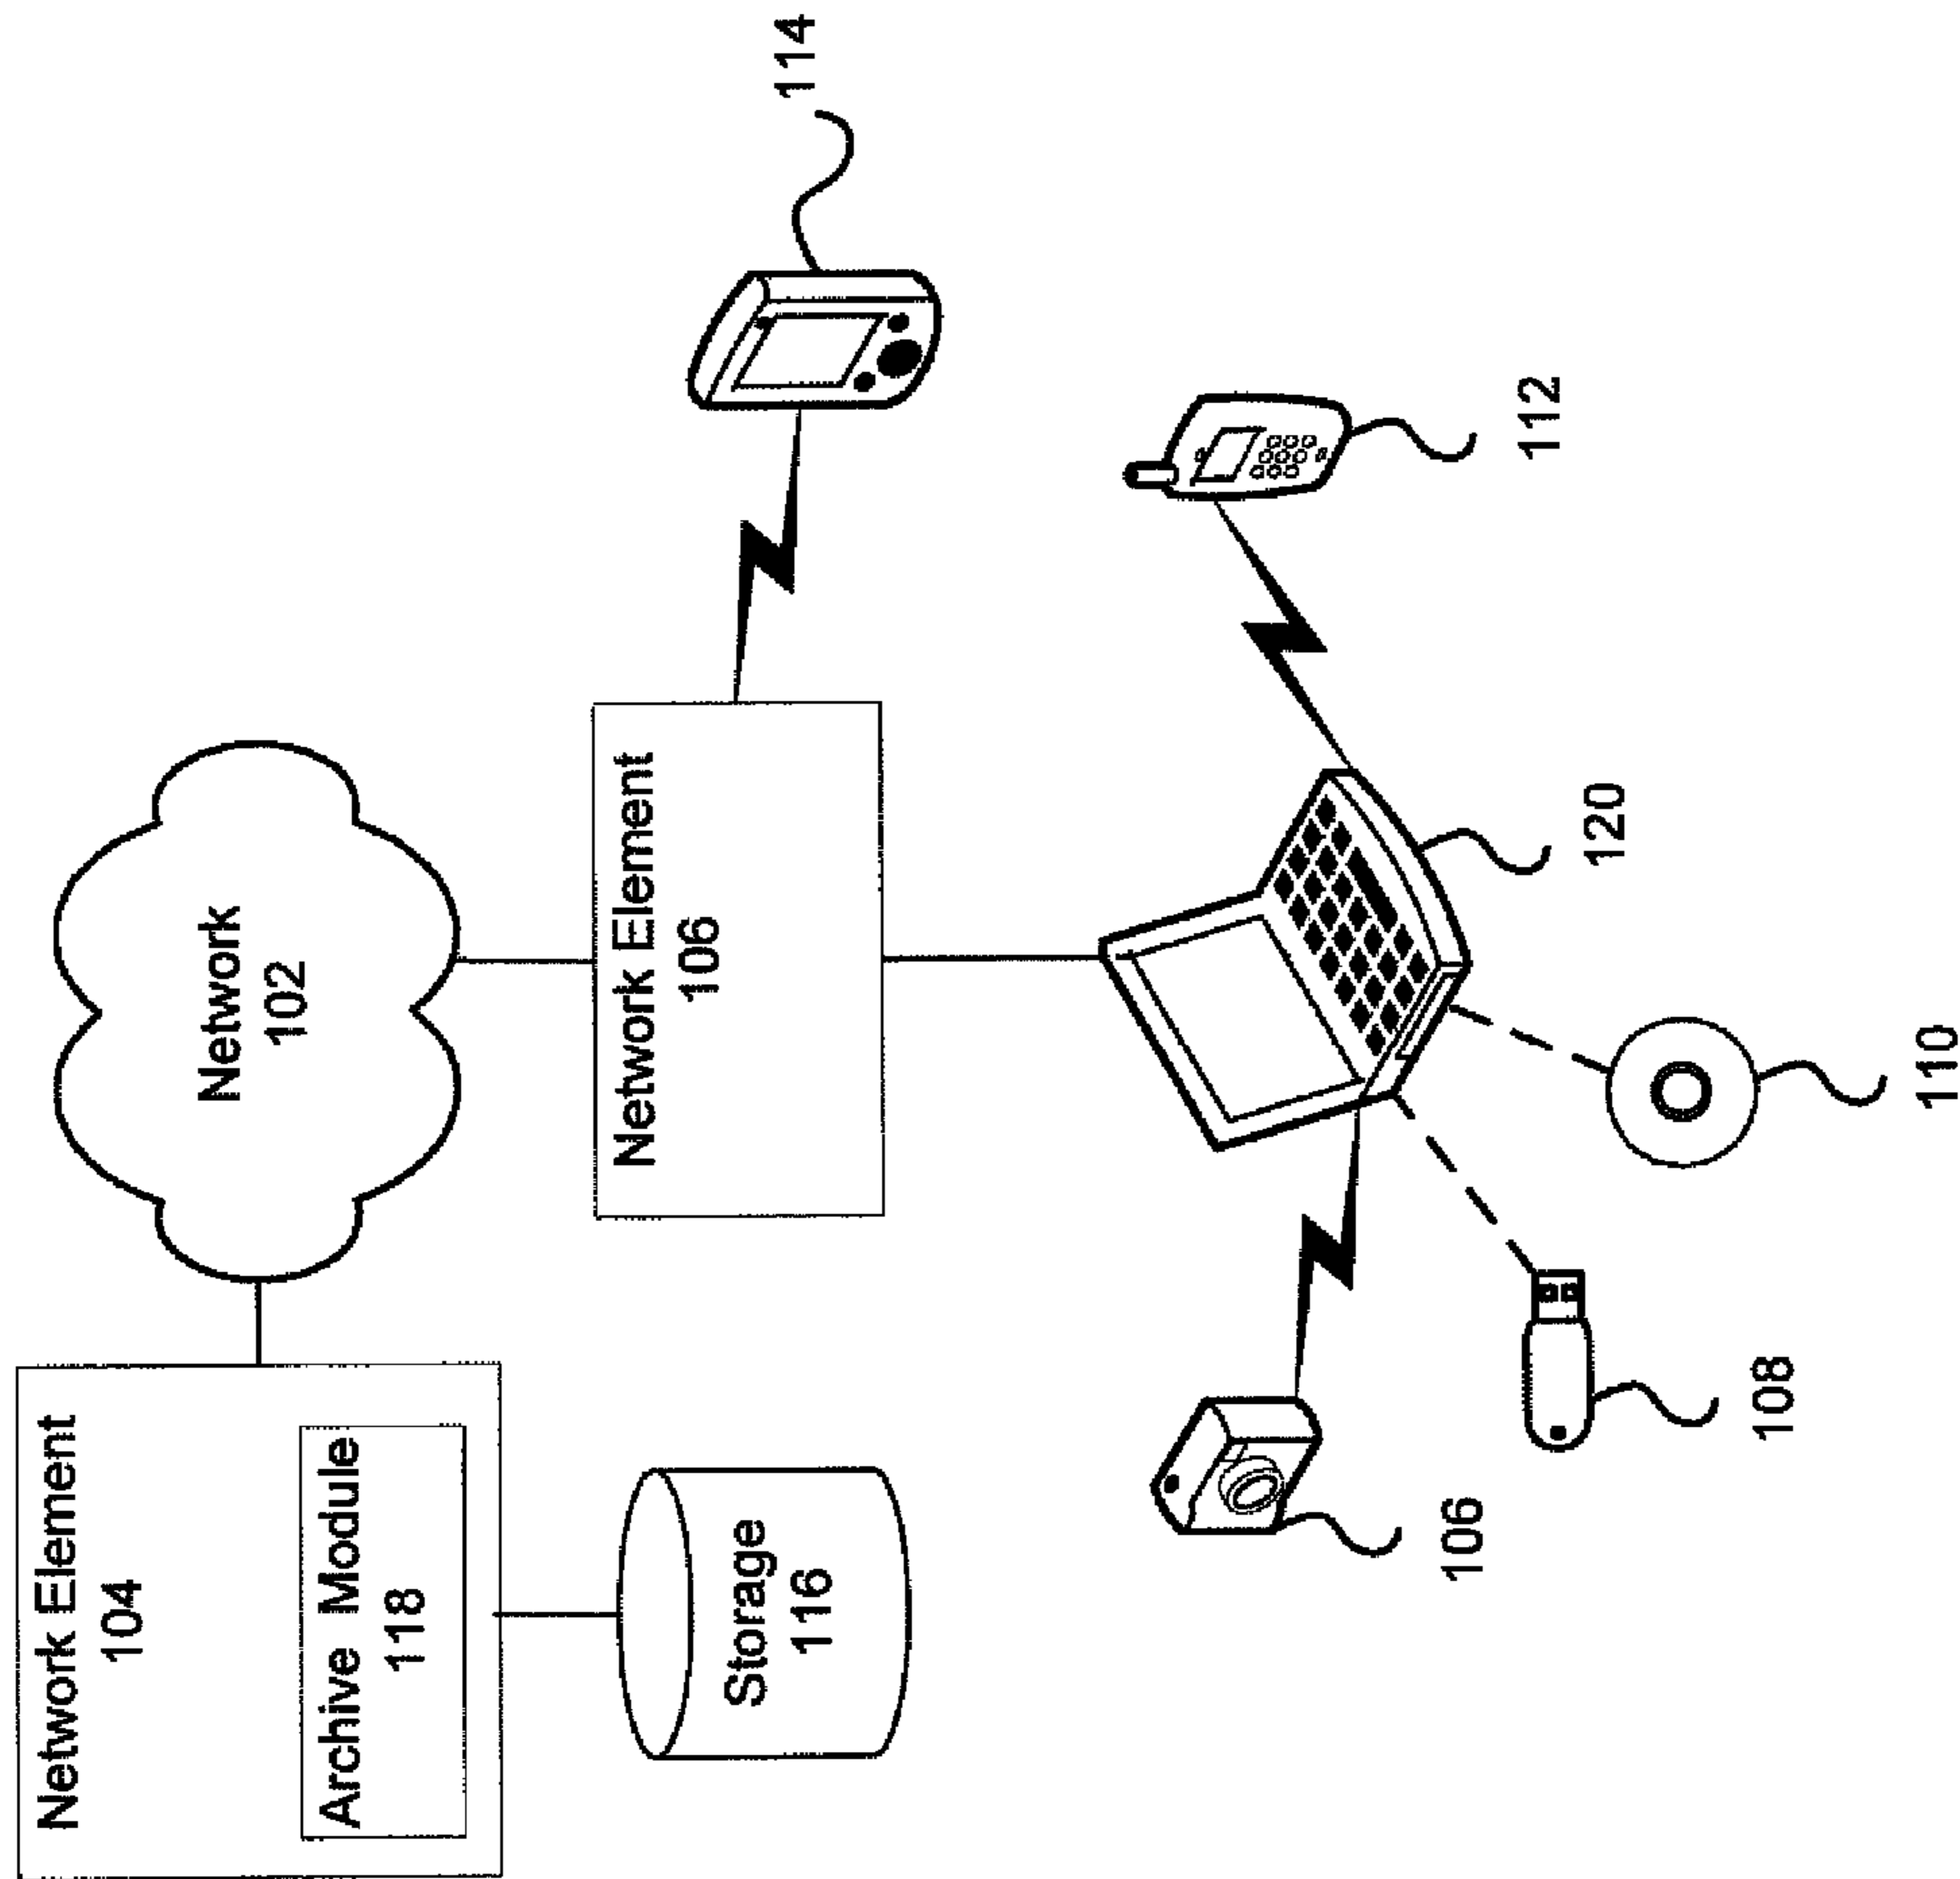 Network Element
104
Archive Module
118
Storage
116
Network
102
Network Element
106
114
106
108
110
120
112